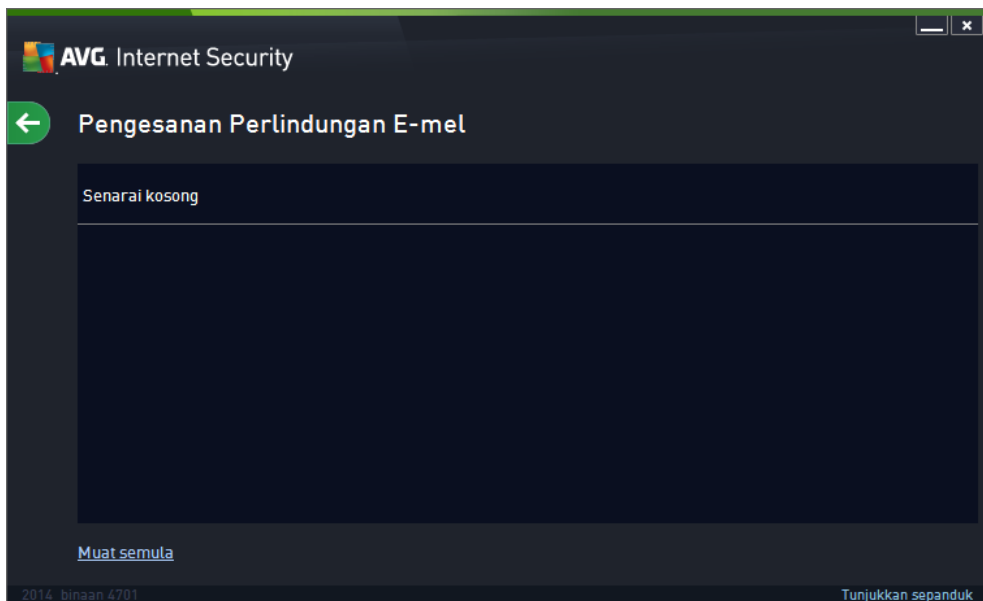 AVG. Internet Security
Pengesanan Perlindungan E-mel
Senarai kosong
Muat semula
2014 binaan 4701
Tunjukkan sepanduk